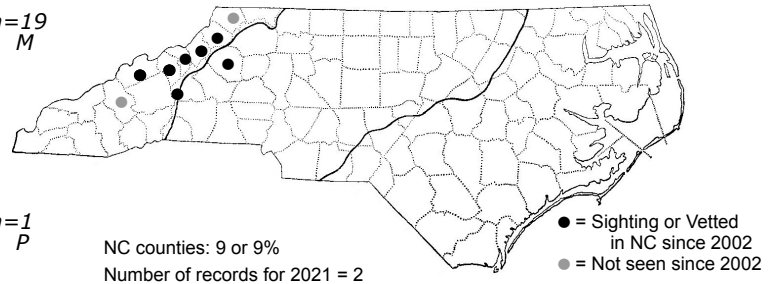 n=19
M
n=1
P
NC counties: 9 or 9%
Number of records for 2021 = 2
● = Sighting or Vetted
in NC since 2002
● = Not seen since 2002